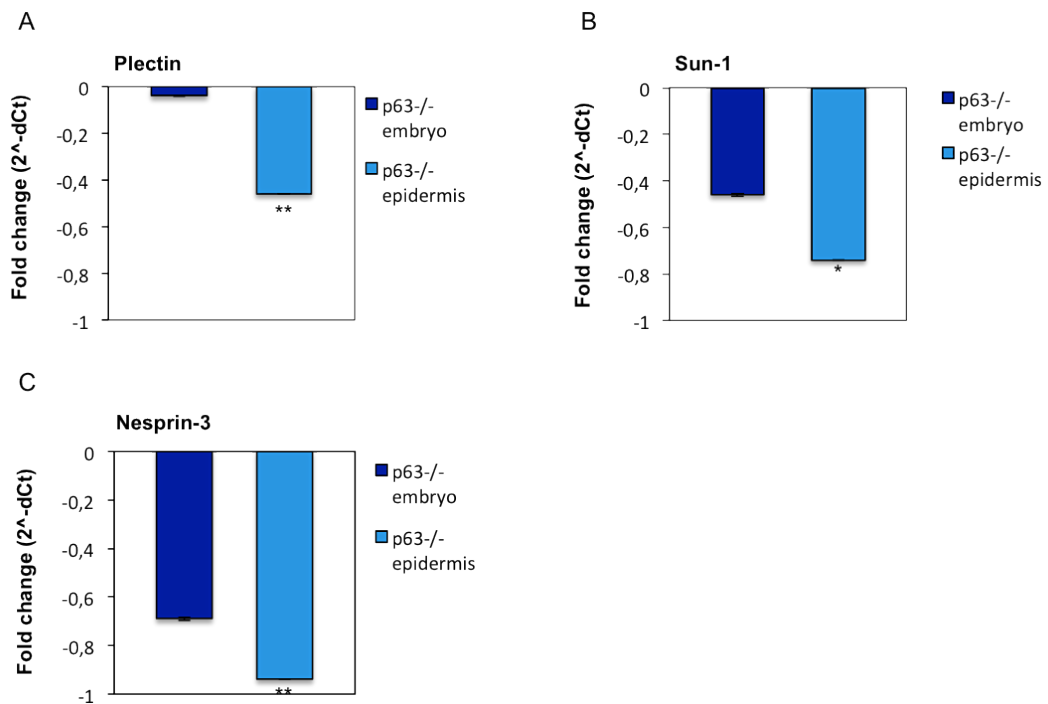 A
Plectin
Fold change (2^-dCt)
0
-0,2
-0,4
-0,6
-0,8
-1
**
p63-/-
embryo
p63-/-
epidermis
B
Sun-1
Fold change (2^-dCt)
0
-0,2
-0,4
-0,6
-0,8
-1
*
p63-/-
embryo
p63-/-
epidermis
C
Nesprin-3
Fold change (2^-dCt)
0
-0,2
-0,4
-0,6
-0,8
-1
**
p63-/-
embryo
p63-/-
epidermis